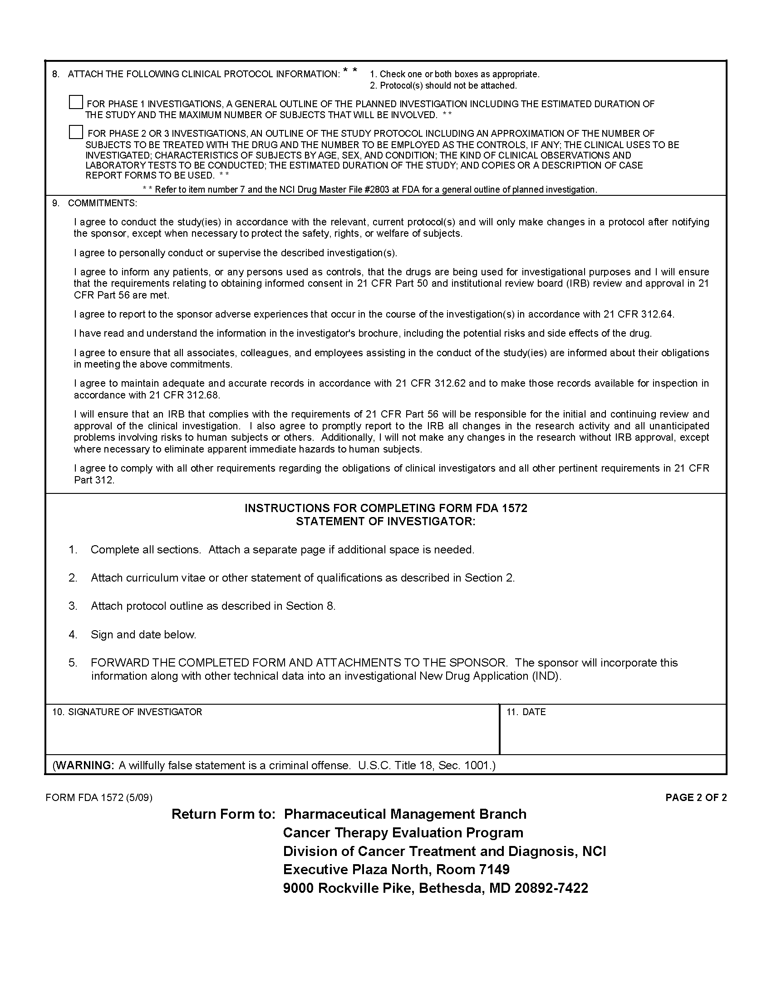 8. ATTACH THE FOLLOWING CLINICAL PROTOCOL INFORMATION: * * 1. Check one or both boxes as appropriate.
2. Protocol(s) should not be attached.
FOR PHASE 1 INVESTIGATIONS, A GENERAL OUTLINE OF THE PLANNED INVESTIGATION INCLUDING THE ESTIMATED DURATION OF
THE STUDY AND THE MAXIMUM NUMBER OF SUBJECTS THAT WILL BE INVOLVED. * *
FOR PHASE 2 OR 3 INVESTIGATIONS, AN OUTLINE OF THE STUDY PROTOCOL INCLUDING AN APPROXIMATION OF THE NUMBER OF
SUBJECTS TO BE TREATED WITH THE DRUG AND THE NUMBER TO BE EMPLOYED AS THE CONTROLS, IF ANY; THE CLINICAL USES TO BE
INVESTIGATED; CHARACTERISTICS OF SUBJECTS BY AGE, SEX, AND CONDITION; THE KIND OF CLINICAL OBSERVATIONS AND
LABORATORY TESTS TO BE CONDUCTED; THE ESTIMATED DURATION OF THE STUDY; AND COPIES OR A DESCRIPTION OF CASE
REPORT FORMS TO BE USED. * *
* * Refer to item number 7 and the NCI Drug Master File #2803 at FDA for a general outline of planned investigation.
9. COMMITMENTS:
I agree to conduct the study(ies) in accordance with the relevant, current protocol(s) and will only make changes in a protocol after notifying
the sponsor, except when necessary to protect the safety, rights, or welfare of subjects.
I agree to personally conduct or supervise the described investigation(s).
I agree to inform any patients, or any persons used as controls, that the drugs are being used for investigational purposes and I will ensure
that the requirements relating to obtaining informed consent in 21 CFR Part 50 and institutional review board (IRB) review and approval in 21
CFR Part 56 are met.
I agree to report to the sponsor adverse experiences that occur in the course of the investigation(s) in accordance with 21 CFR 312.64.
I have read and understand the information in the investigator's brochure, including the potential risks and side effects of the drug.
I agree to ensure that all associates, colleagues, and employees assisting in the conduct of the study(ies) are informed about their obligations
in meeting the above commitments.
I agree to maintain adequate and accurate records in accordance with 21 CFR 312.62 and to make those records available for inspection in
accordance with 21 CFR 312.68.
I will ensure that an IRB that complies with the requirements of 21 CFR Part 56 will be responsible for the initial and continuing review and
approval of the clinical investigation. I also agree to promptly report to the IRB all changes in the research activity and all unanticipated
problems involving risks to human subjects or others. Additionally, I will not make any changes in the research without IRB approval, except
where necessary to eliminate apparent immediate hazards to human subjects.
I agree to comply with all other requirements regarding the obligations of clinical investigators and all other pertinent requirements in 21 CFR
Part 312.
INSTRUCTIONS FOR COMPLETING FORM FDA 1572
STATEMENT OF INVESTIGATOR:
1. Complete all sections. Attach a separate page if additional space is needed.
2. Attach curriculum vitae or other statement of qualifications as described in Section 2.
3. Attach protocol outline as described in Section 8.
4. Sign and date below.
5. FORWARD THE COMPLETED FORM AND ATTACHMENTS TO THE SPONSOR. The sponsor will incorporate this
information along with other technical data into an investigational New Drug Application (IND).
10. SIGNATURE OF INVESTIGATOR 11. DATE
(WARNING: A willfully false statement is a criminal offense. U.S.C. Title 18, Sec. 1001.)
FORM FDA 1572 (5/09) PAGE 2 OF 2
Return Form to: Pharmaceutical Management Branch
Cancer Therapy Evaluation Program
Division of Cancer Treatment and Diagnosis, NCI
Executive Plaza North, Room 7149
9000 Rockville Pike, Bethesda, MD 20892-7422